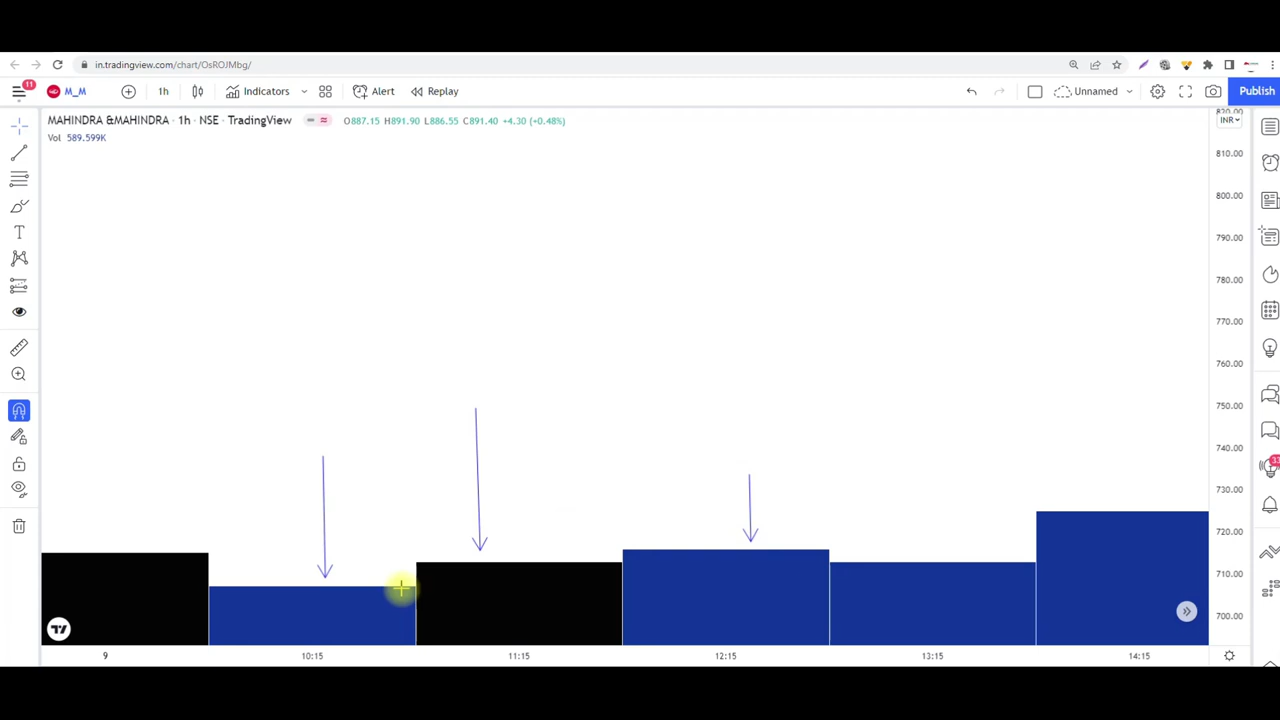 in.tradingview.com/chart/OsROJMbg/
11
M_M
1h
Indicators
Alert
Replay
Unnamed
Publish
MAHINDRA &MAHINDRA · 1h · NSE · TradingView
O887.15 H891.90 L886.55 C891.40 +4.30 (+0.48%)
INR
Vol 589.599K
810.00
800.00
790.00
780.00
770.00
760.00
750.00
740.00
730.00
720.00
710.00
700.00
9 10:15 11:15 12:15 13:15 14:15